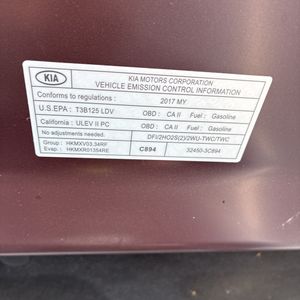 KIA
KIA MOTORS CORPORATION
VEHICLE EMISSION CONTROL INFORMATION
Conforms to regulations : 2017 MY
U.S.EPA : T3B125 LDV OBD : CA II Fuel : Gasoline
California : ULEV II PC OBD : CA II Fuel : Gasoline
No adjustments needed. DFI/2HO2S(2)/2WU-TWC/TWC
Group : HKMXV03.34RF C894 32450-3C894
Evap : HKMXR01354RE